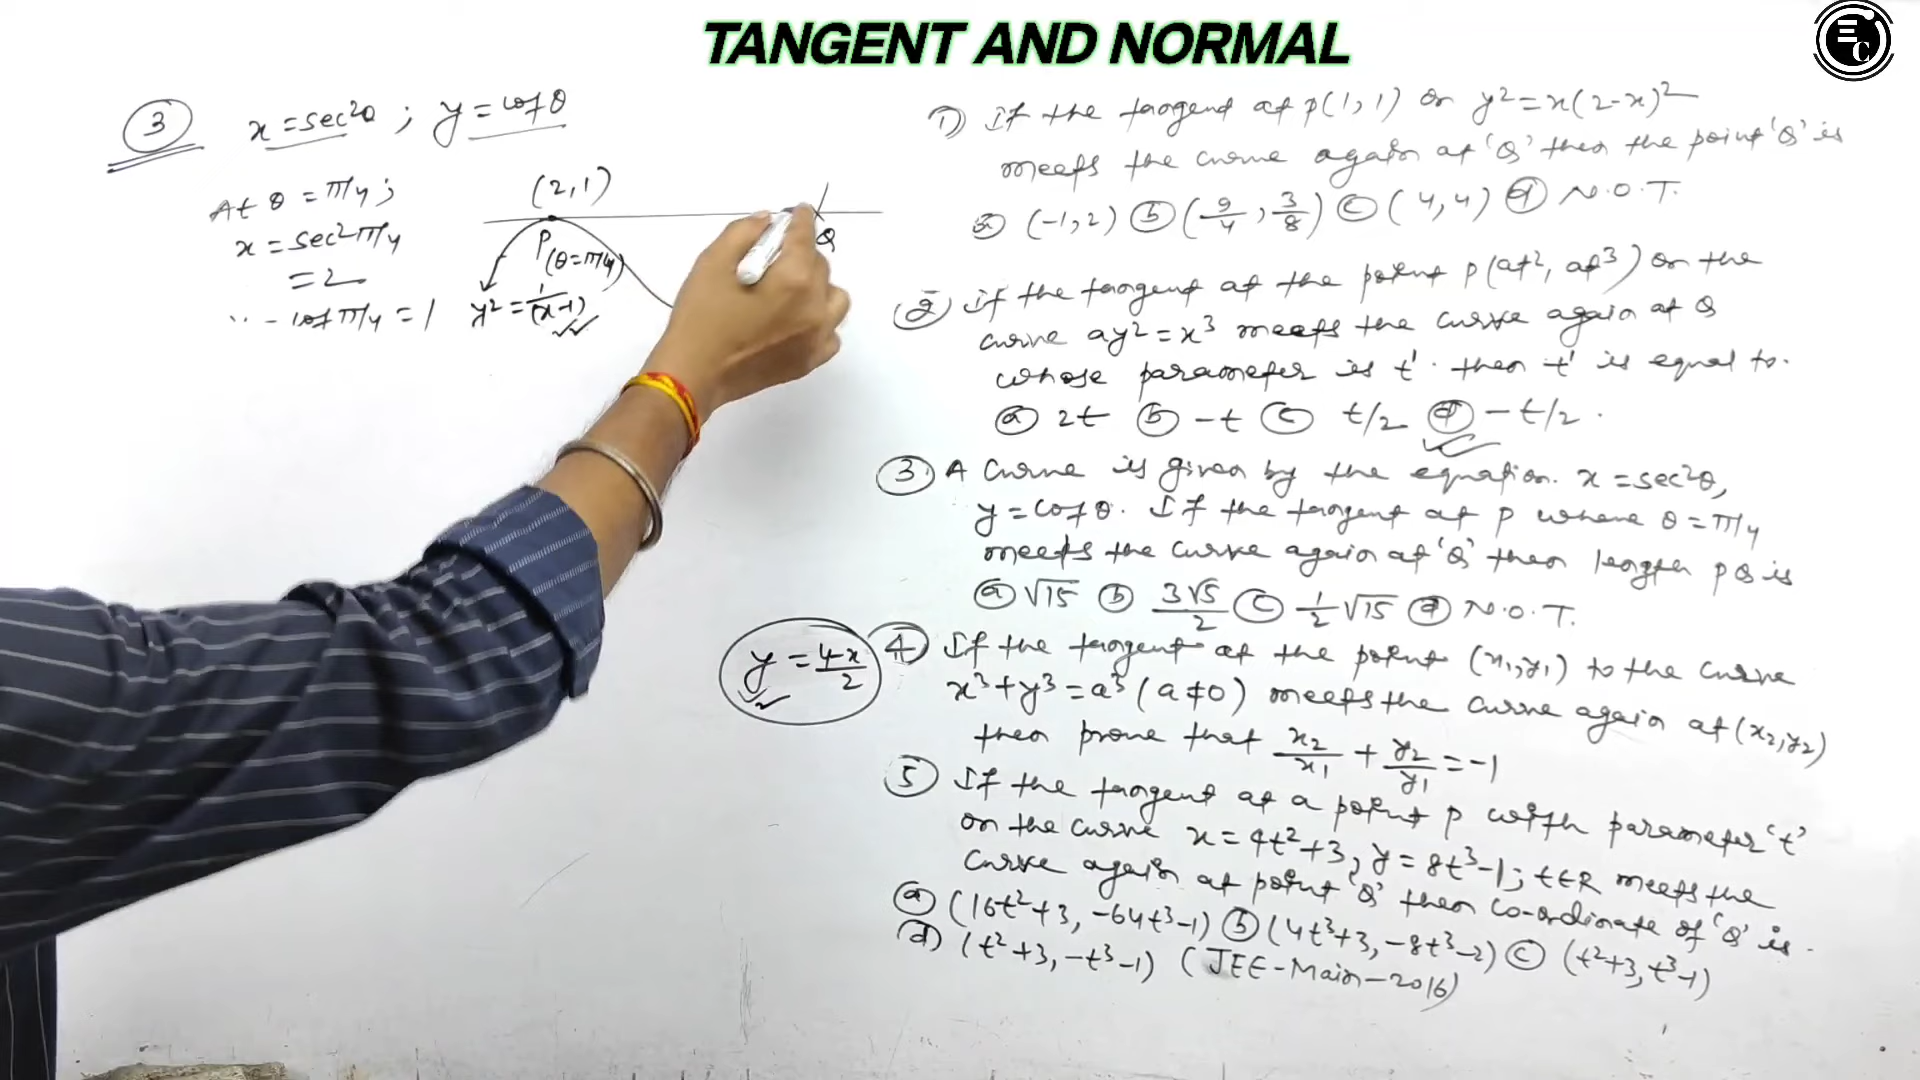 TANGENT AND NORMAL
EC
3 x = sec²θ ; y = cotθ
At θ = π/4 ;
x = sec²π/4
= 2
cot π/4 = 1
(2,1)
P(θ=π/4)
Q
y² = 1/(x-1)
y = 4-x/2
1) If the tangent at p(1,1) on y² = x(2-x)²
meets the curve again at 'Q' then the point 'Q' is
a (-1,2) b (9/4, 3/8) c (4,4) d N.O.T.
2 If the tangent at the point p(at², at³) on the
curve ay² = x³ meets the curve again at Q
whose parameter is t'. then t' is equal to.
a 2t b -t c t/2 d -t/2 .
3 A curve is given by the equation. x = sec²θ,
y = cotθ. If the tangent at p where θ = π/4
meets the curve again at 'Q' then length PQ is
a √15 b 3√5/2 c 1/2 √15 d N.O.T.
4 If the tangent at the point (x₁,y₁) to the curve
x³+y³ = a³ (a≠0) meets the curve again at (x₂,y₂)
then prove that x₂/x₁ + y₂/y₁ = -1
5 If the tangent at a point p with parameter 't'
on the curve x = 4t²+3, y = 8t³-1; t∈R meets the
curve again at point 'Q' then co-ordinate of 'Q' is .
a (16t²+3, -64t³-1) b (4t³+3, -8t³-2) c (t²+3, t³-1)
d (t²+3, -t³-1) (JEE-Main-2016)